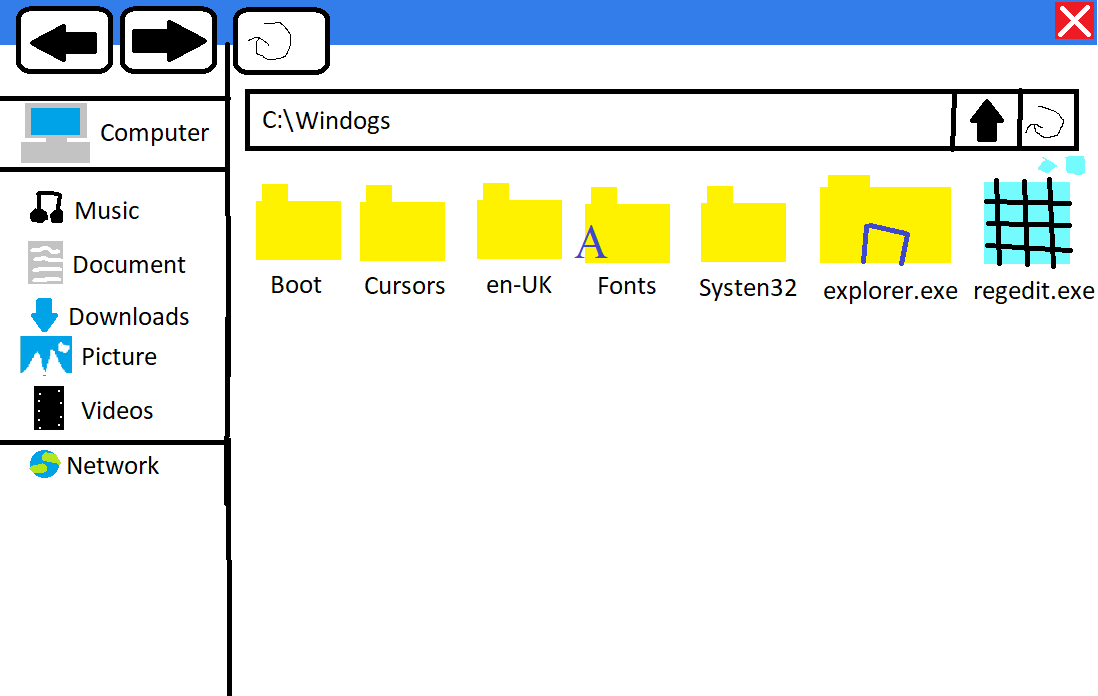 C:\Windogs
Computer
Music
Document
Downloads
Picture
Videos
Network
A
Boot
Cursors
en-UK
Fonts
Systen32
explorer.exe
regedit.exe